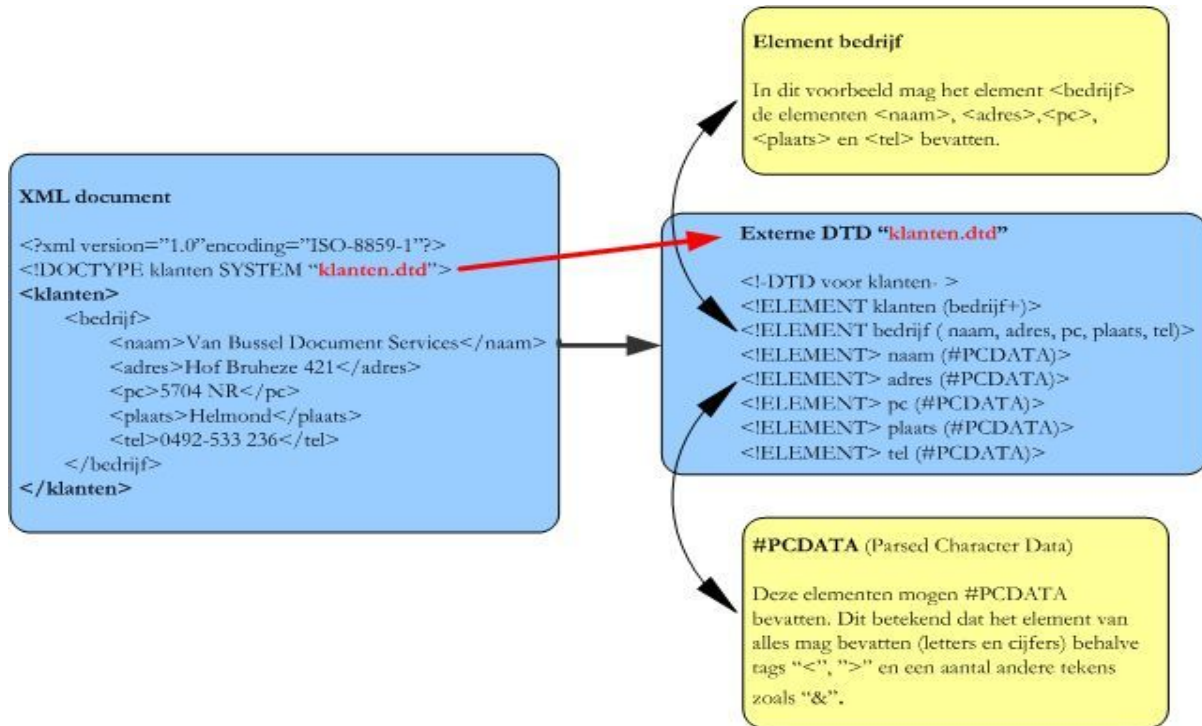 Element bedrijf
In dit voorbeeld mag het element <bedrijf>
de elementen <naam>, <adres>,<pc>,
<plaats> en <tel> bevatten.
XML document
<?xml version=”1.0”encoding=”ISO-8859-1”?>
<!DOCTYPE klanten SYSTEM “klanten.dtd”>
<klanten>
<bedrijf>
<naam>Van Bussel Document Services</naam>
<adres>Hof Bruheze 421</adres>
<pc>5704 NR</pc>
<plaats>Helmond</plaats>
<tel>0492-533 236</tel>
</bedrijf>
</klanten>
Externe DTD “klanten.dtd”
<!-DTD voor klanten- >
<!ELEMENT klanten (bedrijf+)>
<!ELEMENT bedrijf ( naam, adres, pc, plaats, tel)>
<!ELEMENT> naam (#PCDATA)>
<!ELEMENT> adres (#PCDATA)>
<!ELEMENT> pc (#PCDATA)>
<!ELEMENT> plaats (#PCDATA)>
<!ELEMENT> tel (#PCDATA)>
#PCDATA (Parsed Character Data)
Deze elementen mogen #PCDATA
bevatten. Dit betekend dat het element van
alles mag bevatten (letters en cijfers) behalve
tags “<”, ”>” en een aantal andere tekens
zoals “&”.